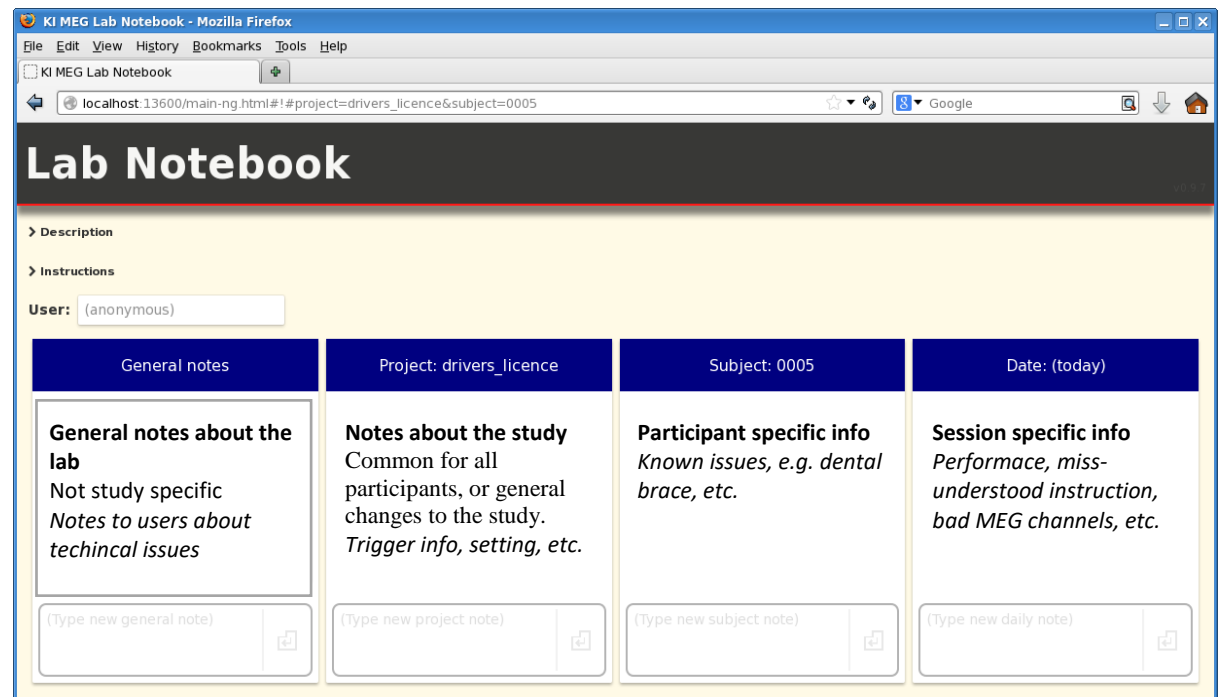 KI MEG Lab Notebook - Mozilla Firefox
File Edit View History Bookmarks Tools Help
KI MEG Lab Notebook
localhost:13600/main-ng.html#!#project=drivers_licence&subject=0005
8 Google
Lab Notebook
v0.9.7
Description
Instructions
User: (anonymous)
General notes
General notes about the
lab
Not study specific
Notes to users about
techincal issues
(Type new general note)
Project: drivers_licence
Notes about the study
Common for all
participants, or general
changes to the study.
Trigger info, setting, etc.
(Type new project note)
Subject: 0005
Participant specific info
Known issues, e.g. dental
brace, etc.
(Type new subject note)
Date: (today)
Session specific info
Performace, miss-
understood instruction,
bad MEG channels, etc.
(Type new daily note)